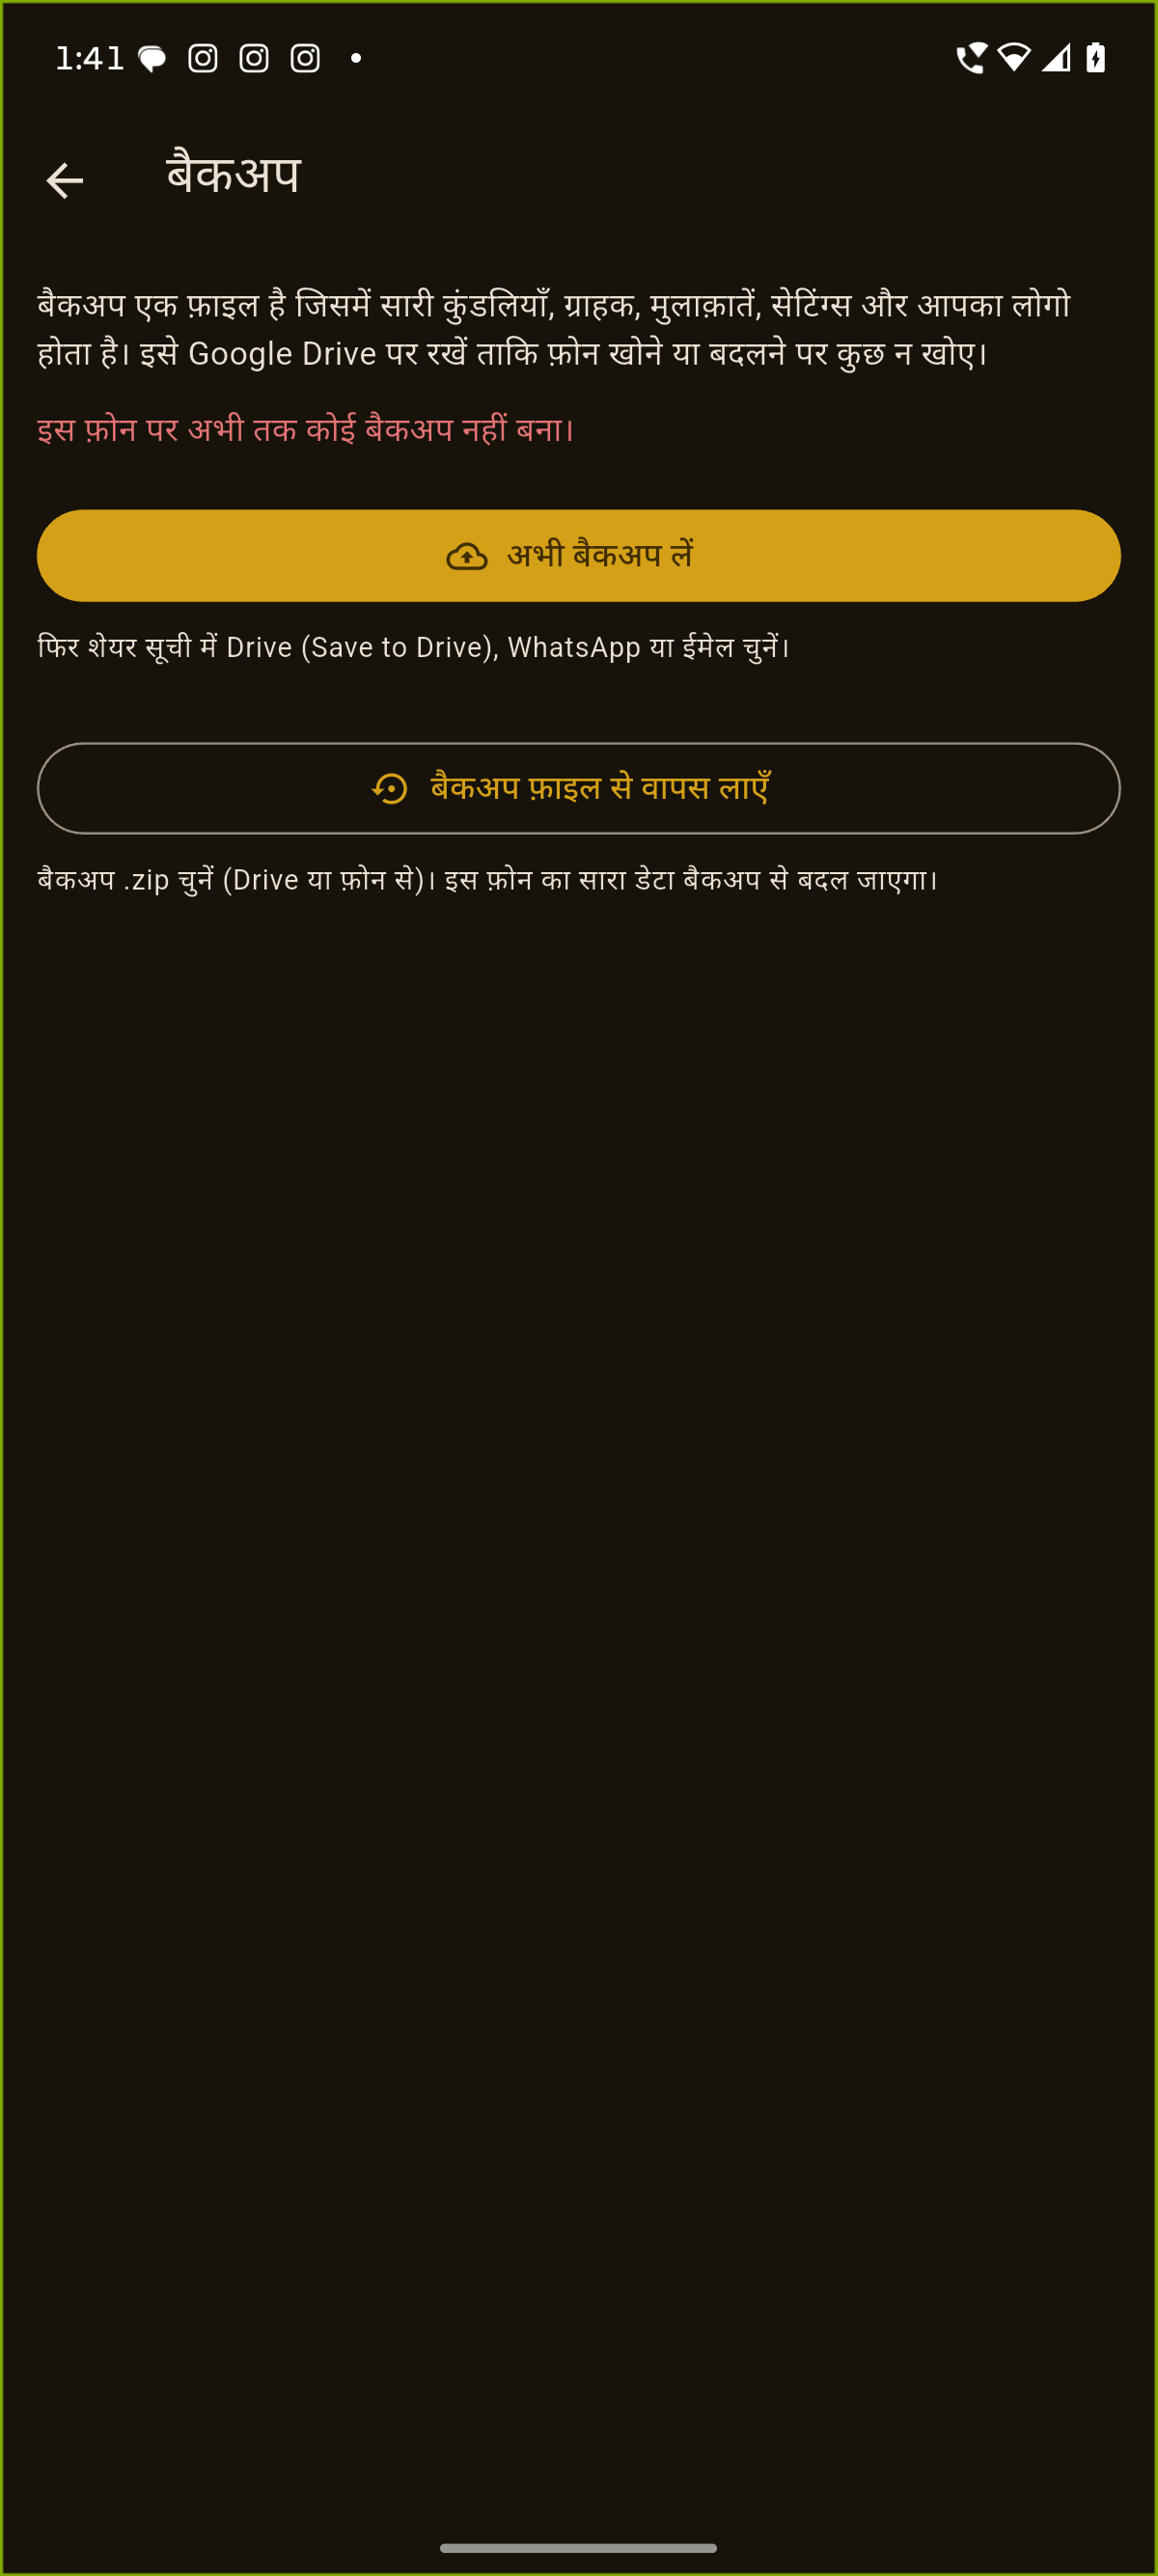 1:41
बैकअप
बैकअप एक फ़ाइल है जिसमें सारी कुंडलियाँ, ग्राहक, मुलाक़ातें, सेटिंग्स और आपका लोगो
होता है। इसे Google Drive पर रखें ताकि फ़ोन खोने या बदलने पर कुछ न खोए।
इस फ़ोन पर अभी तक कोई बैकअप नहीं बना।
अभी बैकअप लें
फिर शेयर सूची में Drive (Save to Drive), WhatsApp या ईमेल चुनें।
बैकअप फ़ाइल से वापस लाएँ
बैकअप .zip चुनें (Drive या फ़ोन से)। इस फ़ोन का सारा डेटा बैकअप से बदल जाएगा।